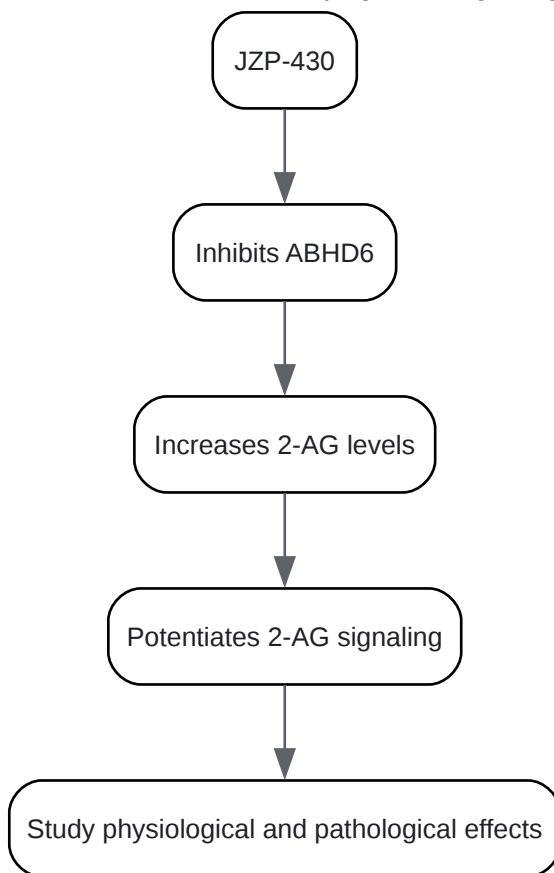 JZP-430
Inhibits ABHD6
Increases 2-AG levels
Potentiates 2-AG signaling
Study physiological and pathological effects